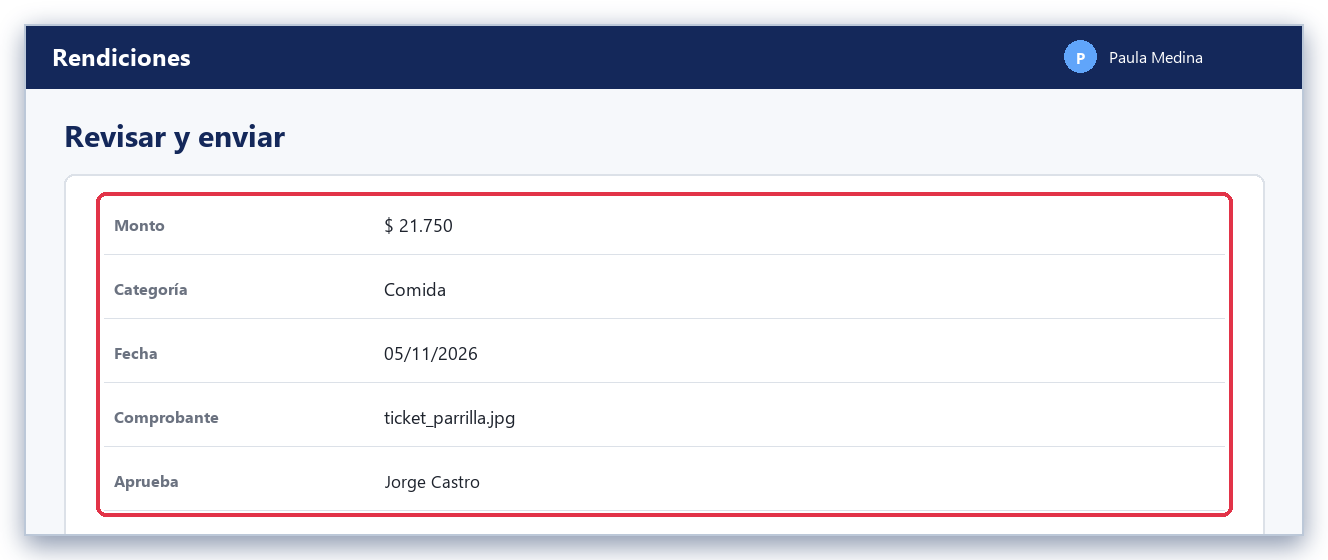 Rendiciones
P Paula Medina
Revisar y enviar
Monto $ 21.750
Categoría Comida
Fecha 05/11/2026
Comprobante ticket_parrilla.jpg
Aprueba Jorge Castro